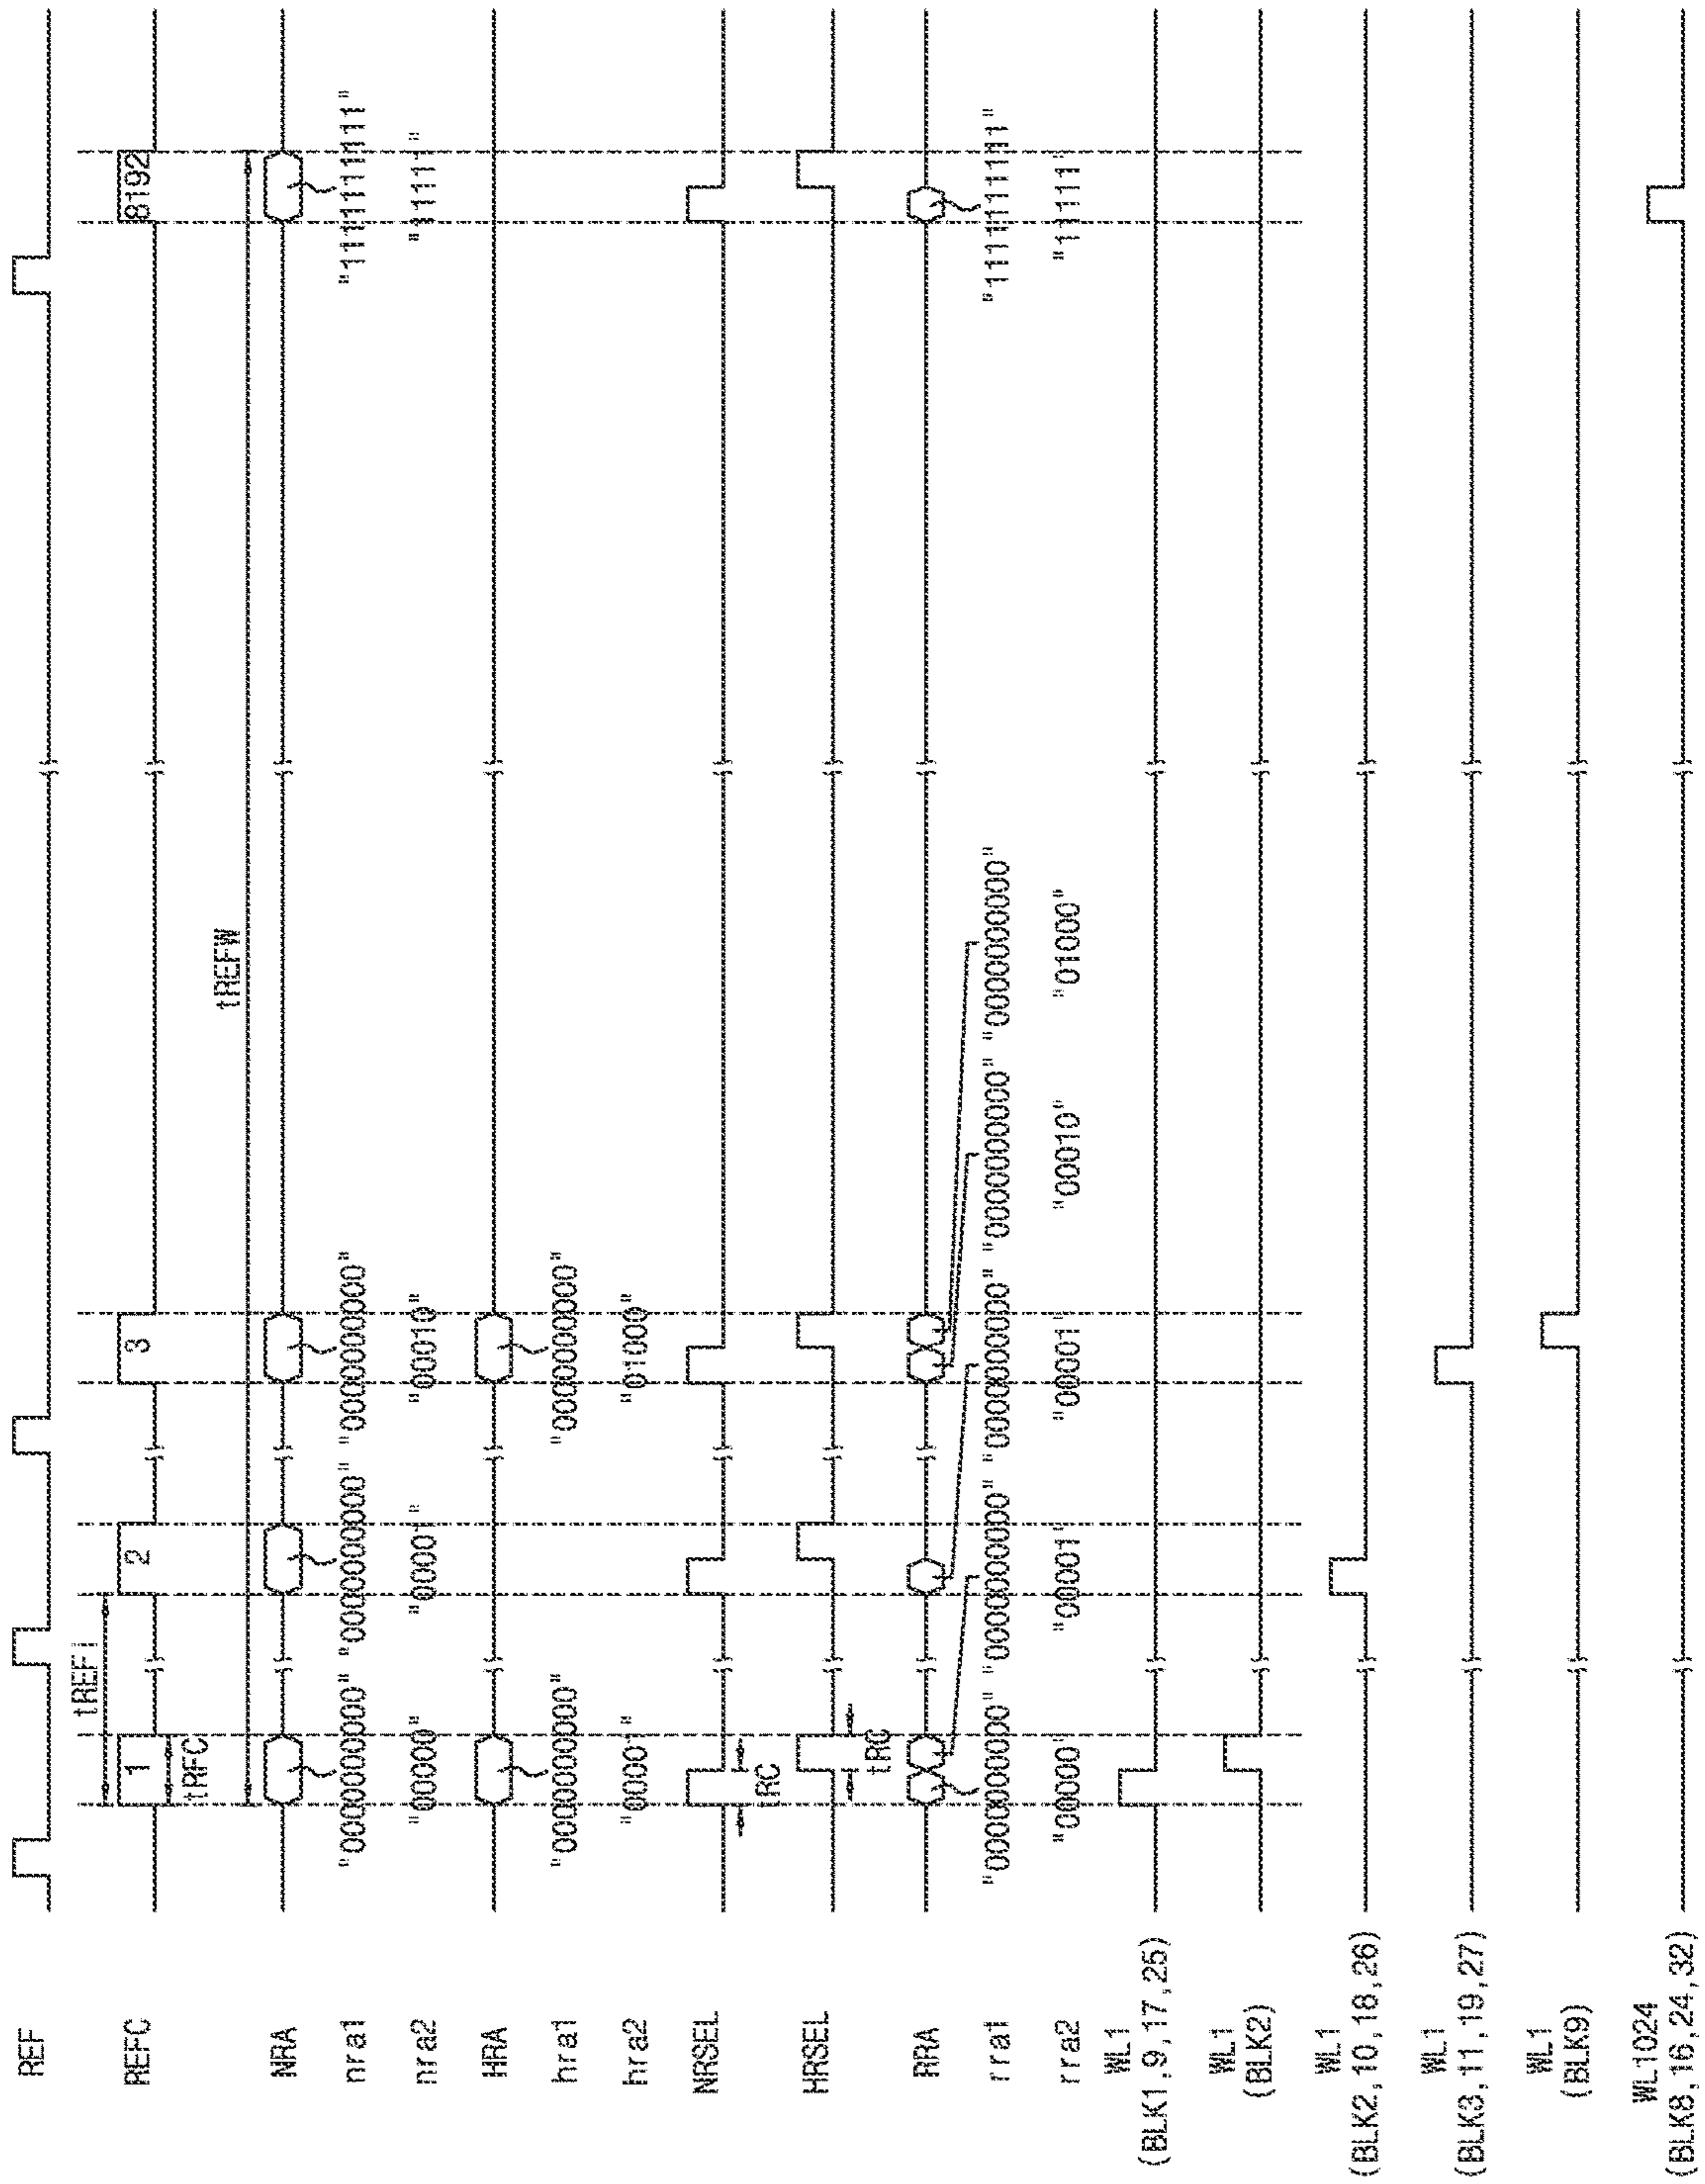 REF
REFC 1 2 3 8192
tREFi
tRFC
tREFW
NRA
nra1 "0000000000" "0000000000" "0000000000" "1111111111"
nra2 "00000" "00001" "00010" "11111"
HRA
hra1 "0000000000" "0000000000"
hra2 "00001" "01000"
NRSEL
tRC
HRSEL
tRC
RRA
rra1 "0000000000" "0000000000" "0000000000" "0000000000" "0000000000" "1111111111"
rra2 "00000" "00001" "00001" "00010" "01000" "11111"
WL1
(BLK1,9,17,25)
WL1
(BLK2)
WL1
(BLK2,10,18,26)
WL1
(BLK3,11,19,27)
WL1
(BLK9)
WL1024
(BLK8,16,24,32)